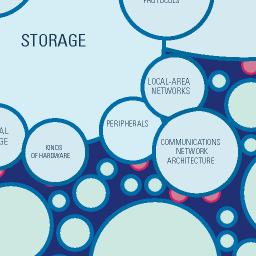 PROTOCOLS
STORAGE
LOCAL-AREA
NETWORKS
PERIPHERALS
COMMUNICATIONS
NETWORK
ARCHITECTURE
KINDS
OF HARDWARE